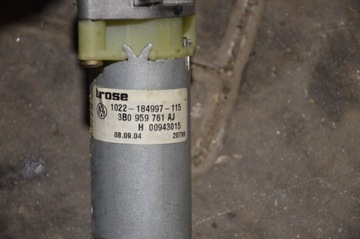 brose
1022-184997-115
3B0 959 761 AJ
H 00943015
08.09.04